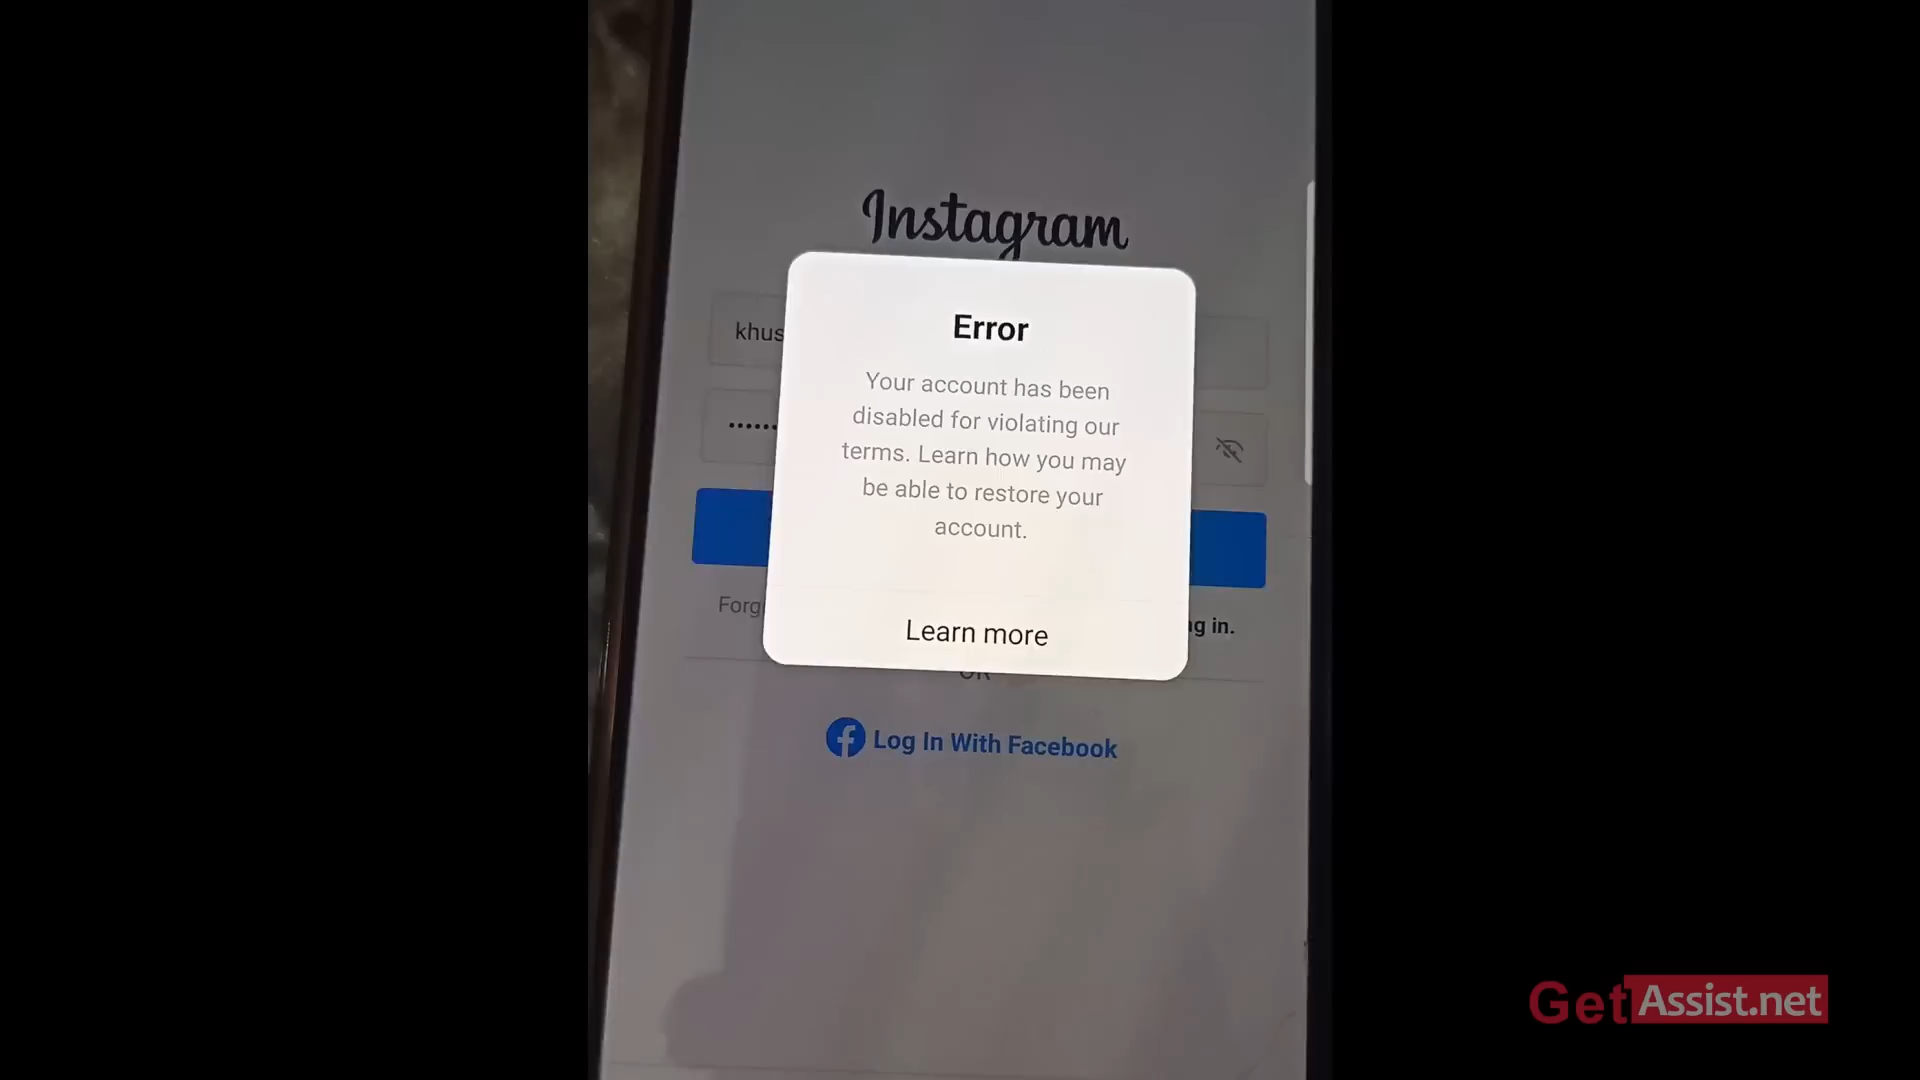 Instagram
khus
Error
Your account has been
disabled for violating our
terms. Learn how you may
be able to restore your
account.
Learn more
Forg
g in.
OR
Log In With Facebook
GetAssist.net